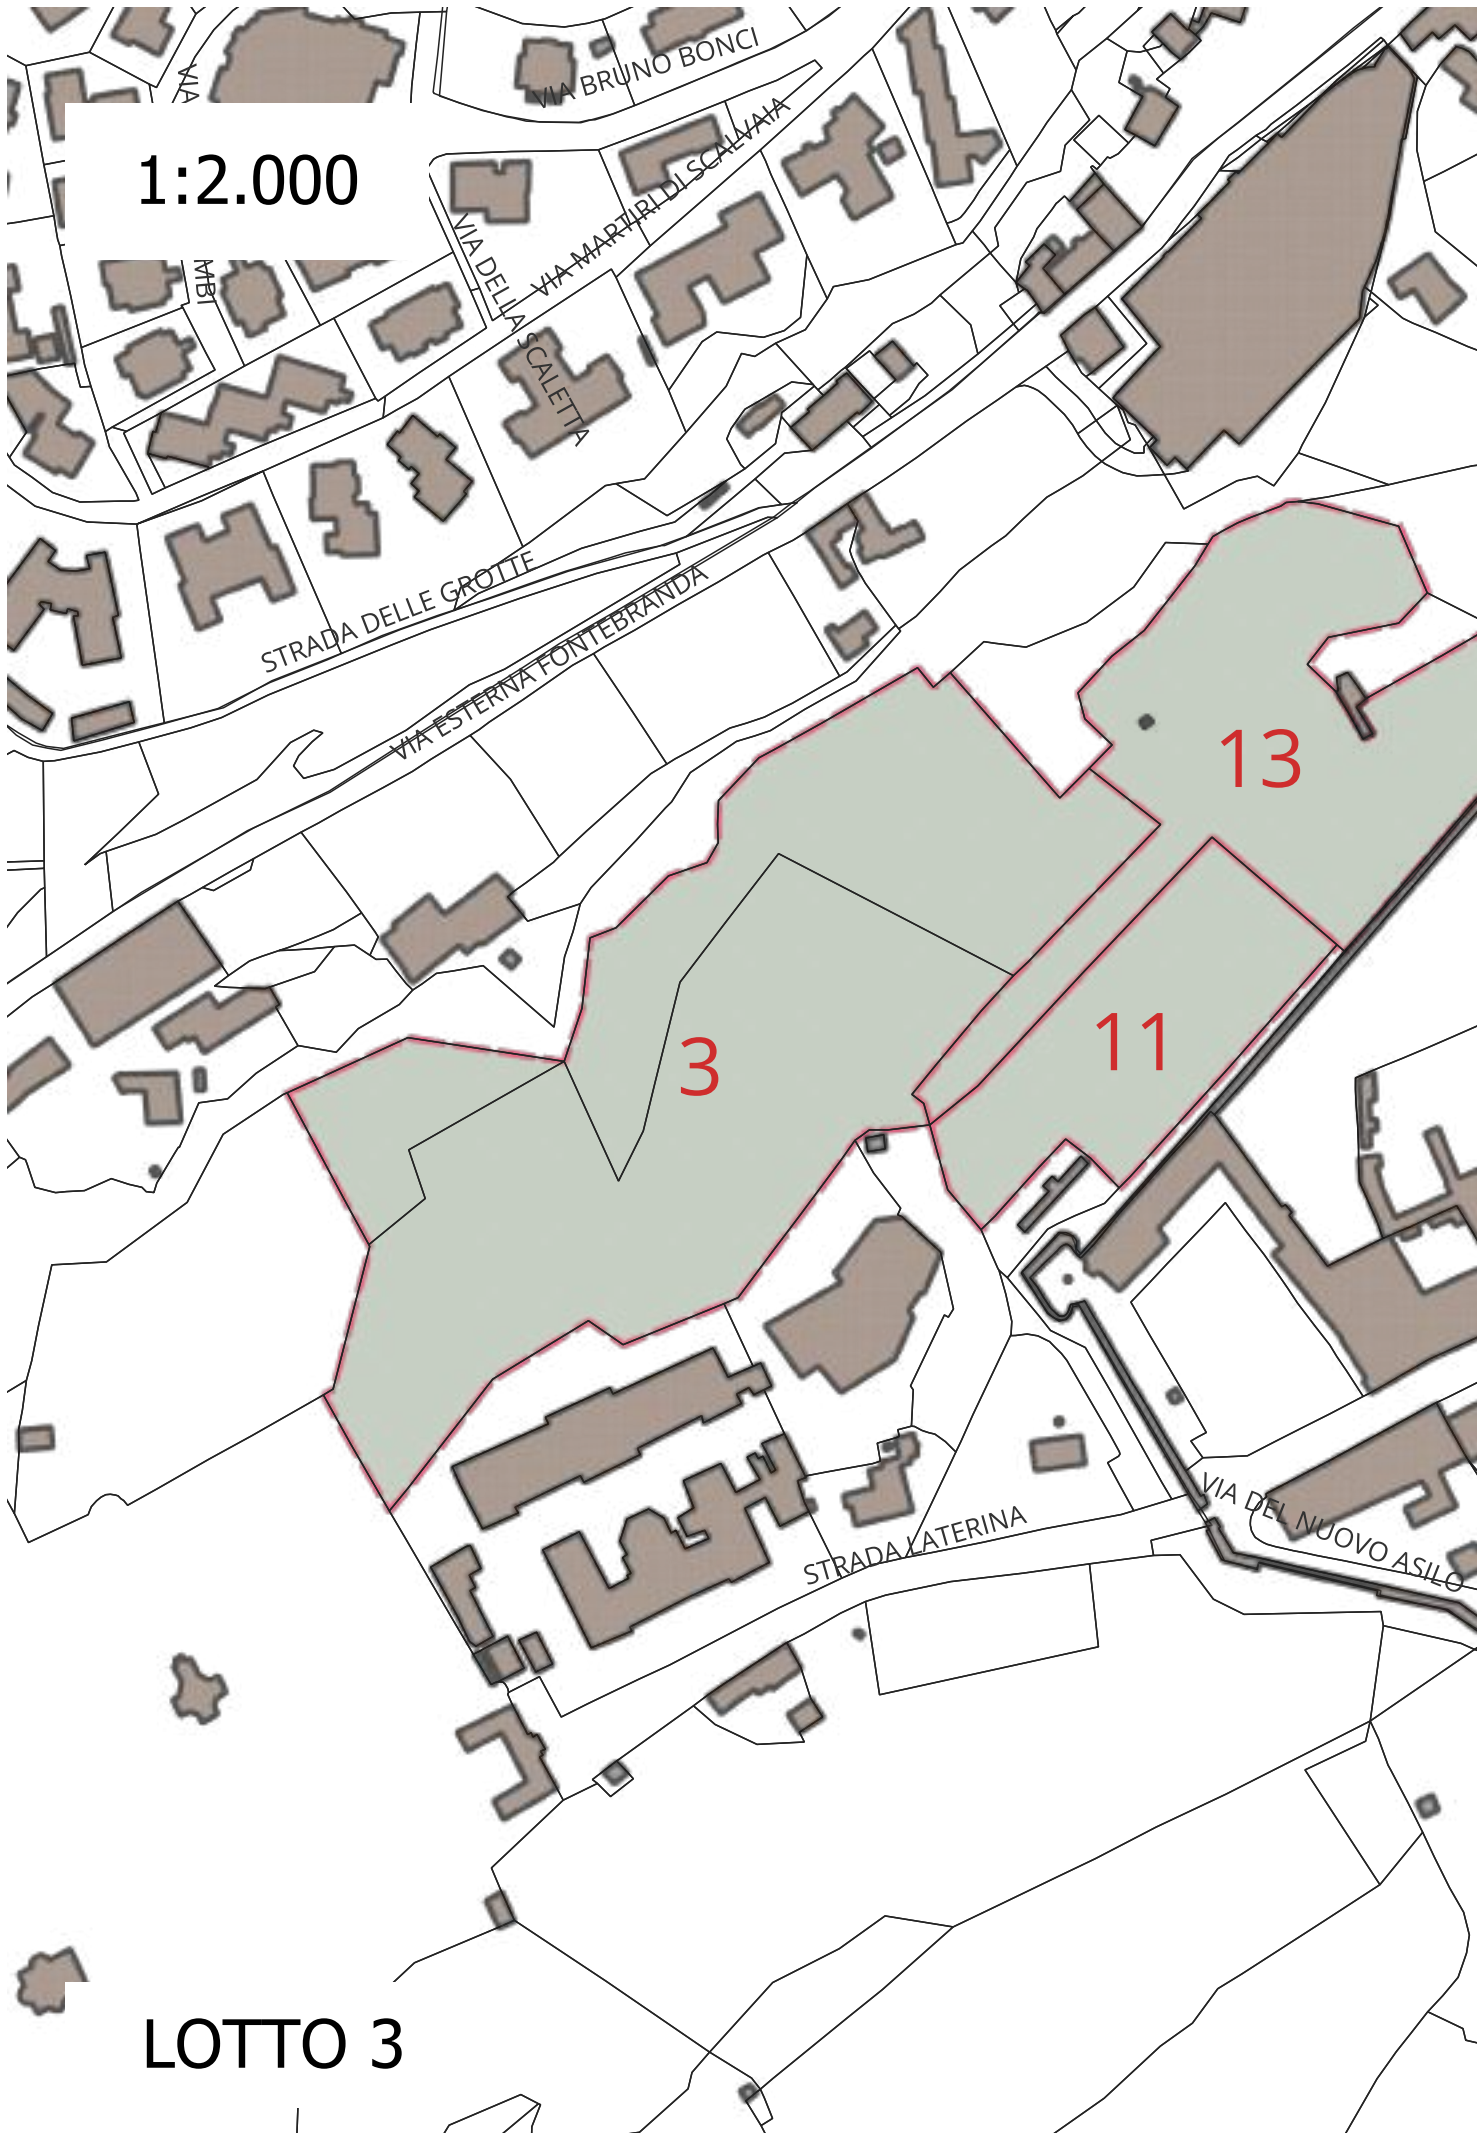 VIA BRUNO BONCI
VIA
1:2.000
VIA MARTIRI DI SCALVAIA
VIA DELLA SCALETTA
STRADA DELLE GROTTE
VIA ESTERNA FONTEBRANDA
13
11
3
VIA DEL NUOVO ASILO
STRADA LATERINA
LOTTO 3